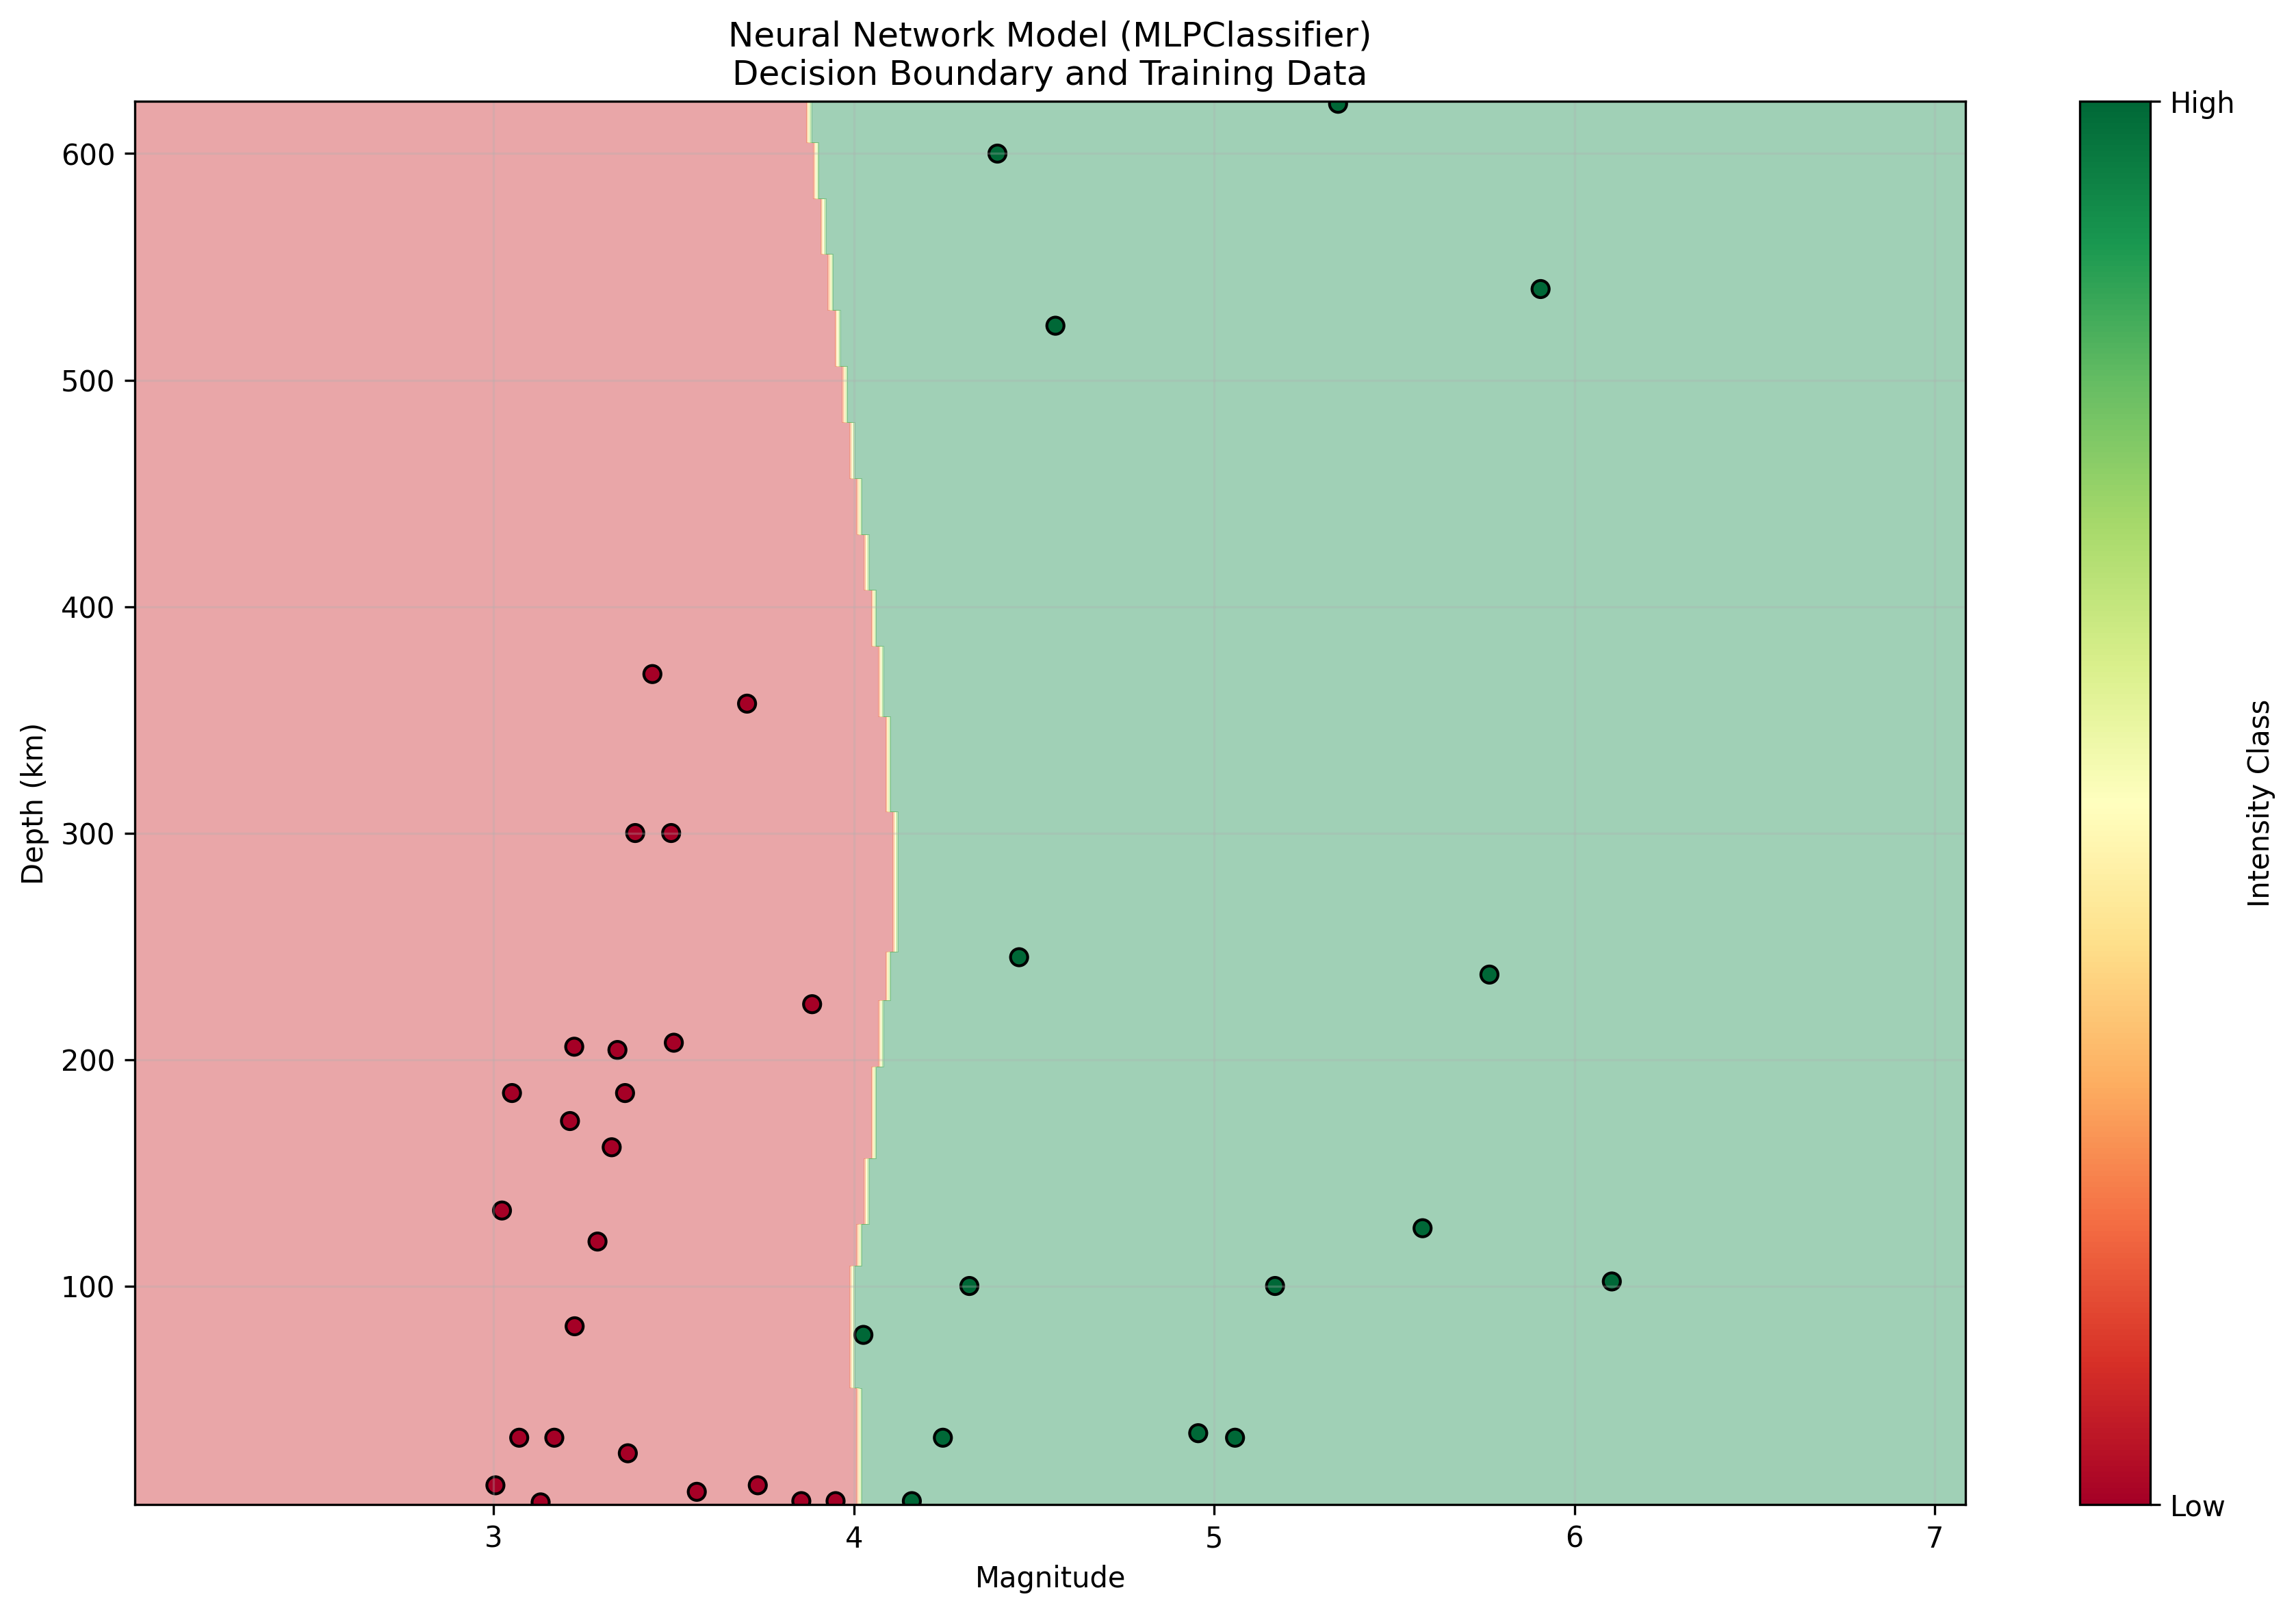 Neural Network Model (MLPClassifier)
Decision Boundary and Training Data
High
600
500
400
300
200
100
Depth (km)
Intensity Class
Low
3
4
5
6
7
Magnitude